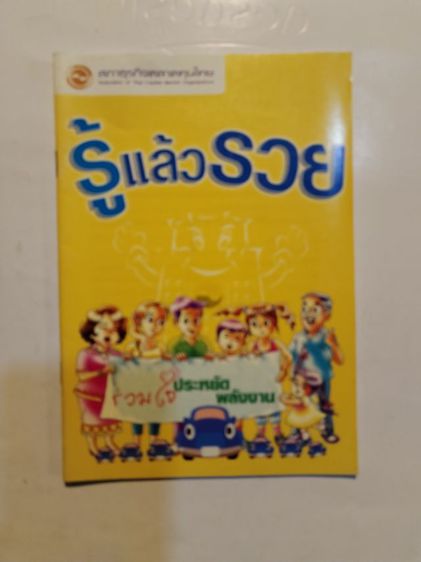 สภาธุรกิจตลาดทุนไทย
รู้แล้วรวย
ร่วมใจ
ประหยัด
พลังงาน